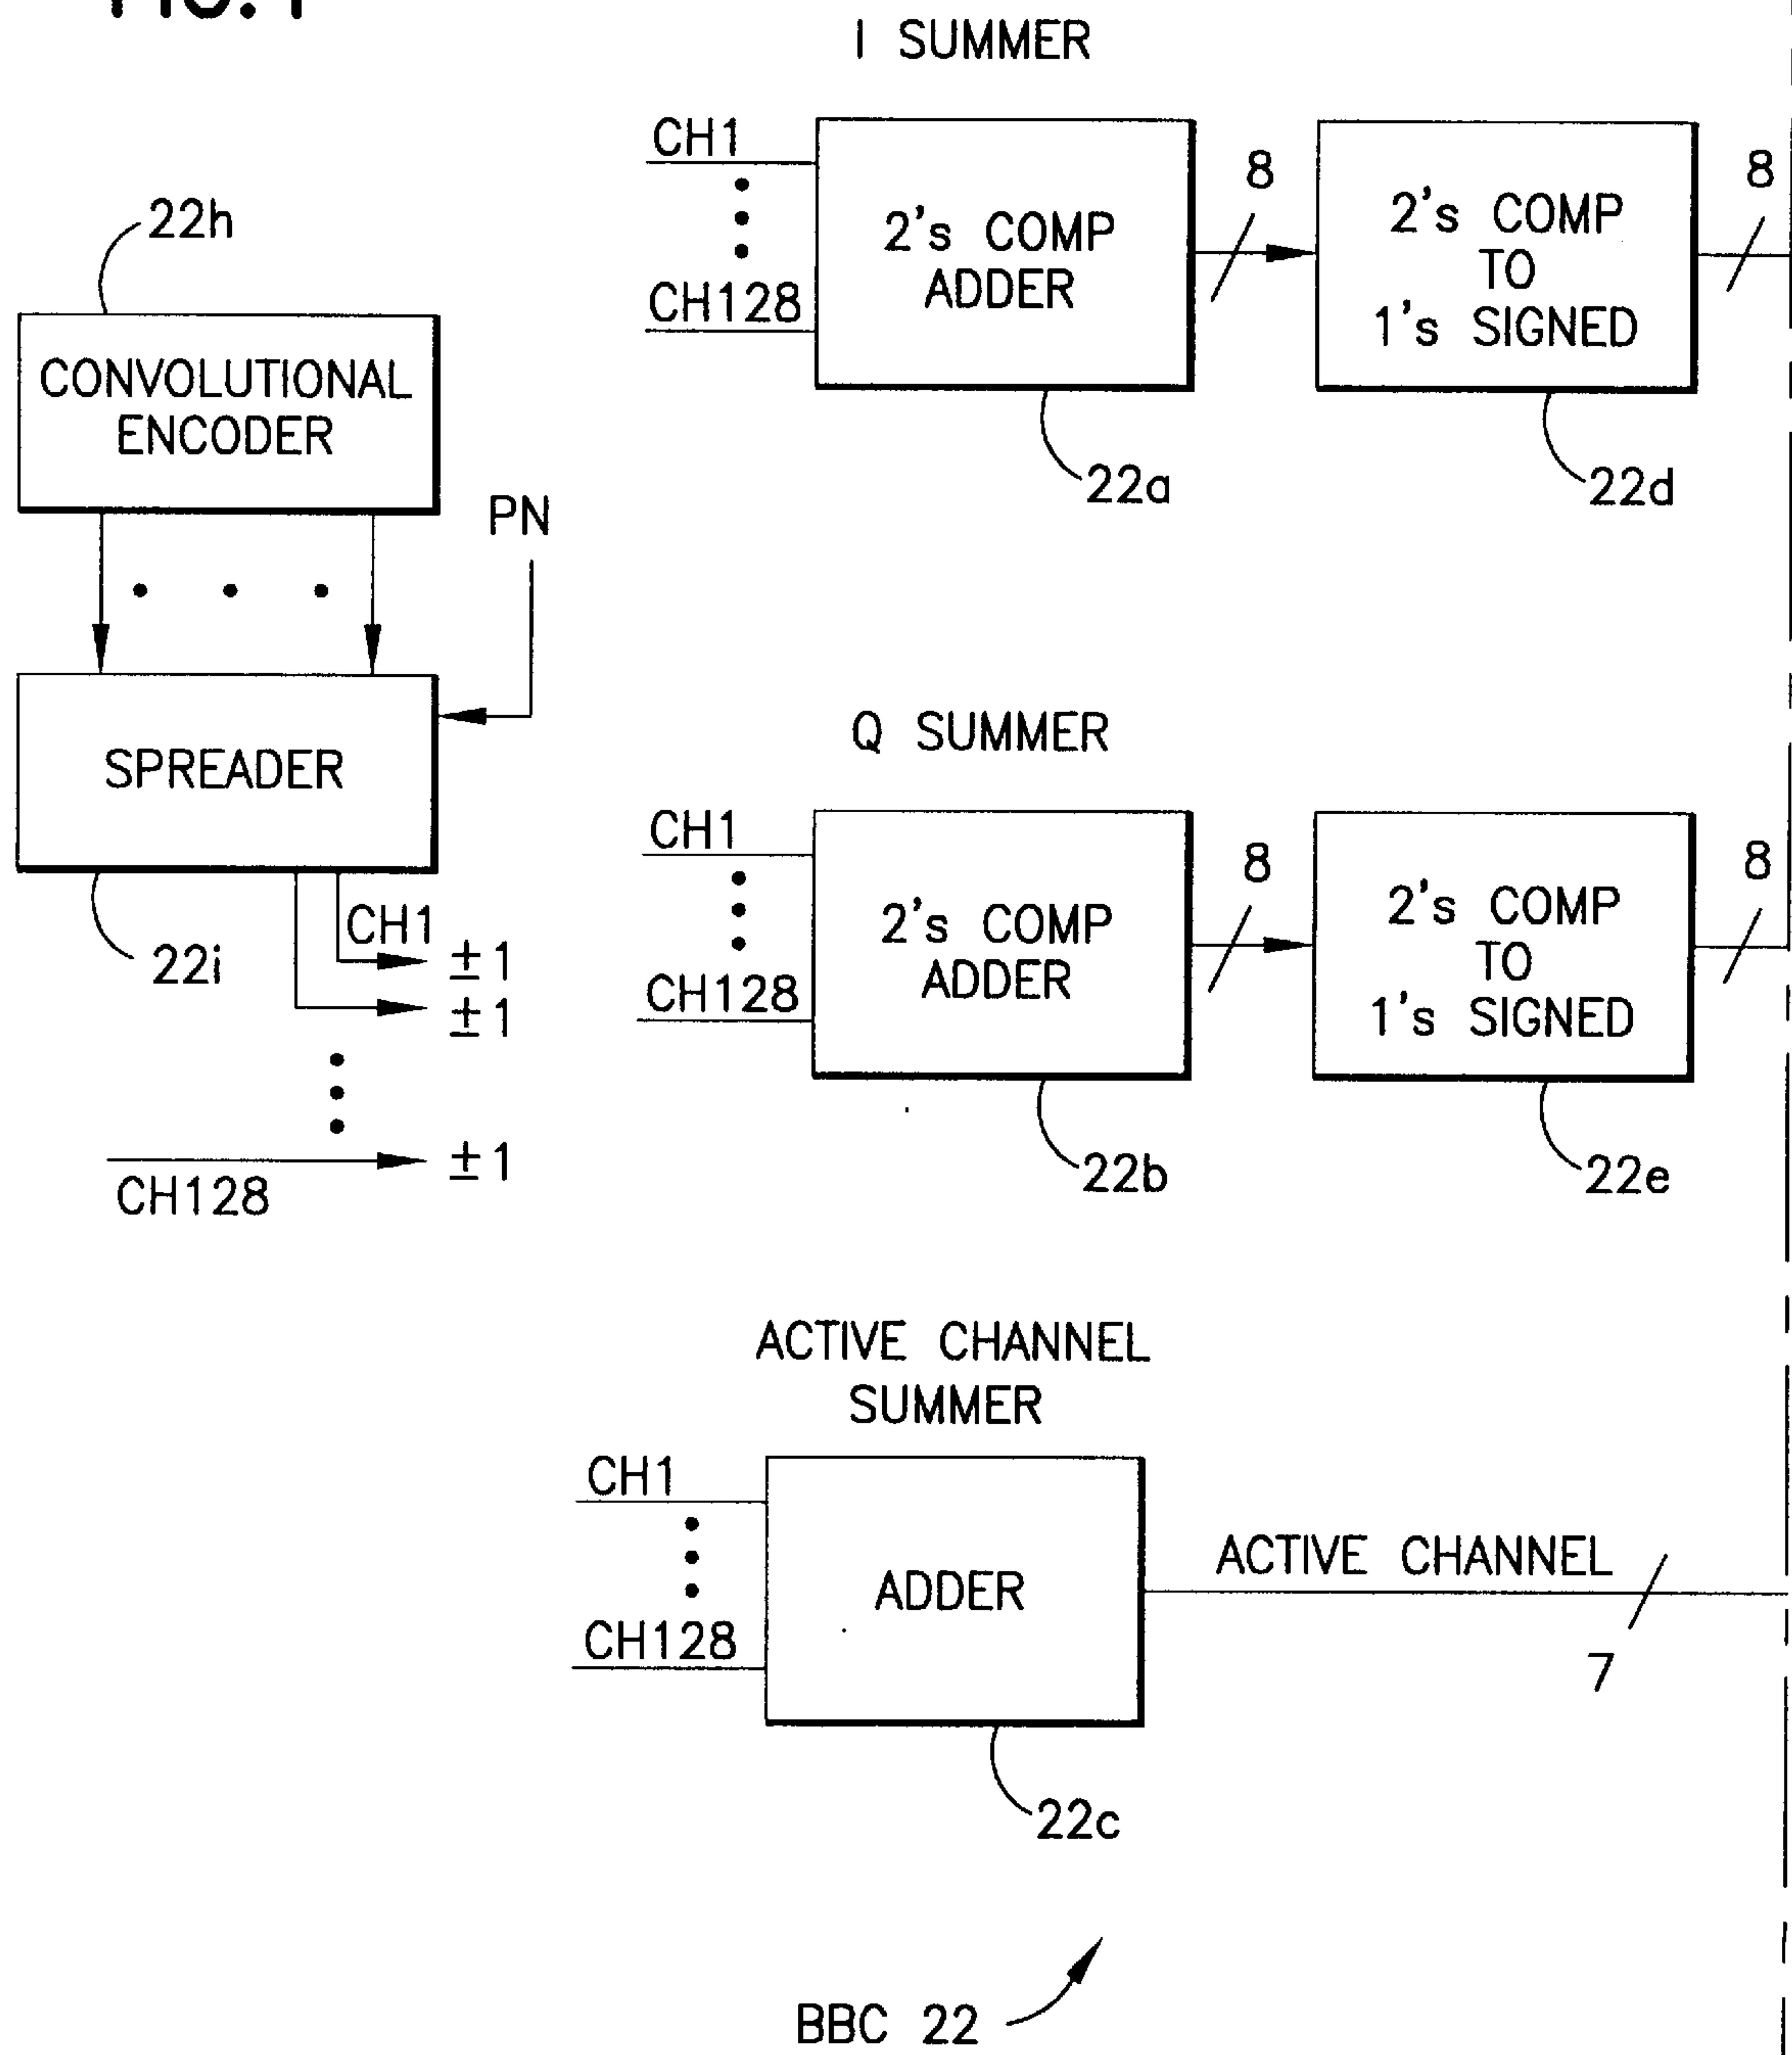 I SUMMER
CH1
CH128
2's COMP
ADDER
8
2's COMP
TO
1's SIGNED
8
22a
22d
22h
CONVOLUTIONAL
ENCODER
PN
SPREADER
22i
CH1
±1
±1
±1
CH128
Q SUMMER
CH1
CH128
2's COMP
ADDER
8
2's COMP
TO
1's SIGNED
8
22b
22e
ACTIVE CHANNEL
SUMMER
CH1
CH128
ADDER
ACTIVE CHANNEL
7
22c
BBC 22